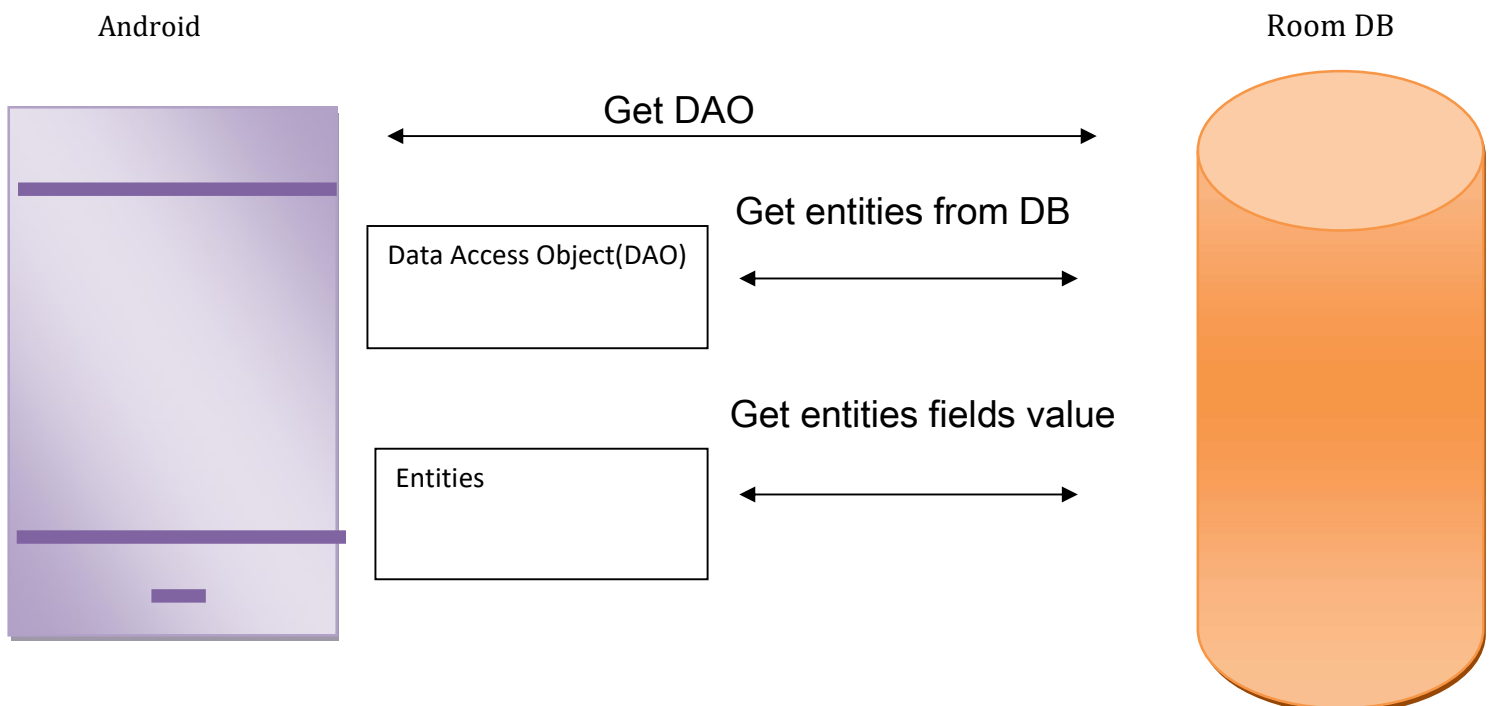 Android
Room DB
Get DAO
Get entities from DB
Data Access Object(DAO)
Get entities fields value
Entities